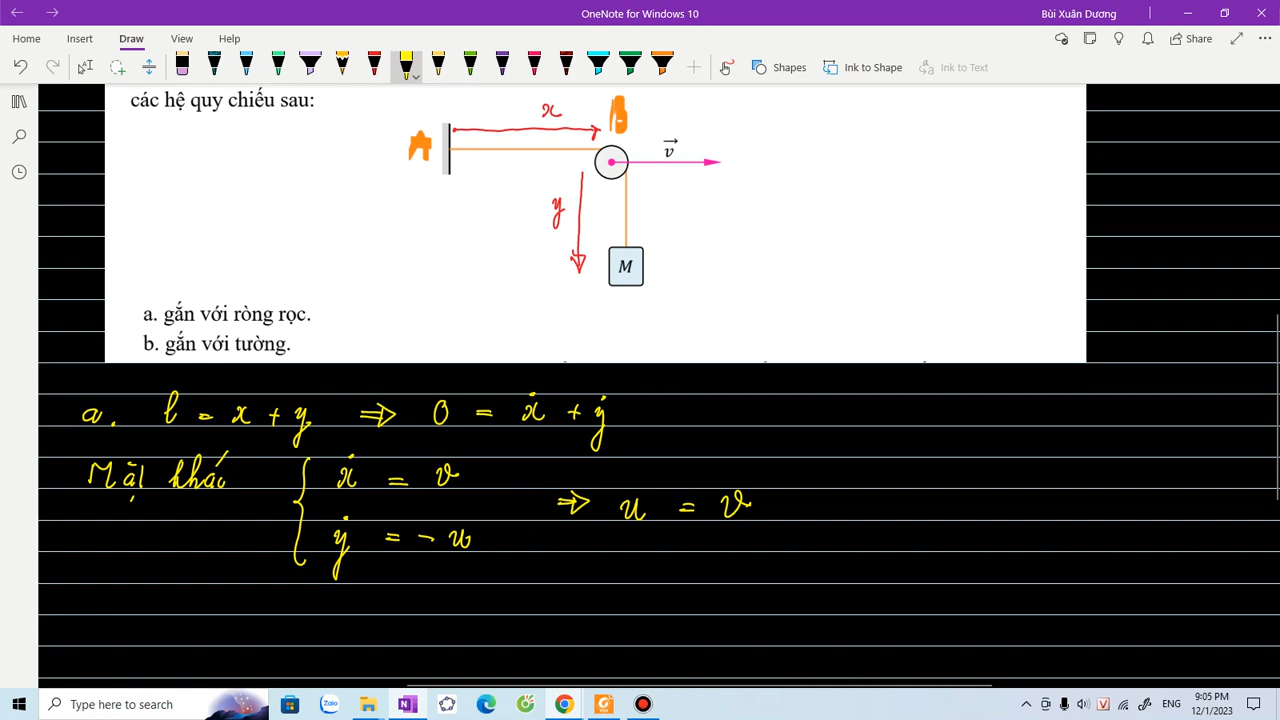 OneNote for Windows 10
Bùi Xuân Dương
Home Insert Draw View Help
Share
Shapes Ink to Shape Ink to Text
các hệ quy chiếu sau:
x
A
B
v
y
M
a. gắn với ròng rọc.
b. gắn với tường.
a. l = x + y ⇒ 0 = ẋ + ẏ
Mặt khác { ẋ = v
ẏ = - u
⇒ u = v
Type here to search
Zalo
V
ENG
9:05 PM
12/1/2023